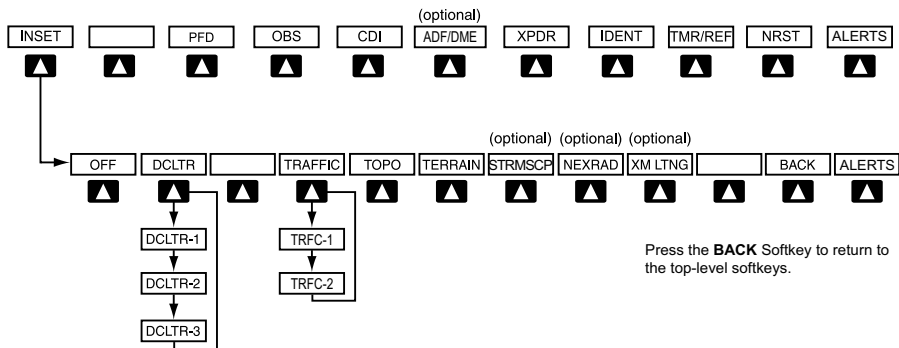 (optional)
INSET PFD OBS CDI ADF/DME XPDR IDENT TMR/REF NRST ALERTS
(optional) (optional) (optional)
OFF DCLTR TRAFFIC TOPO TERRAIN STRMSCP NEXRAD XM LTNG BACK ALERTS
DCLTR-1 TRFC-1
DCLTR-2 TRFC-2
DCLTR-3
Press the BACK Softkey to return to
the top-level softkeys.